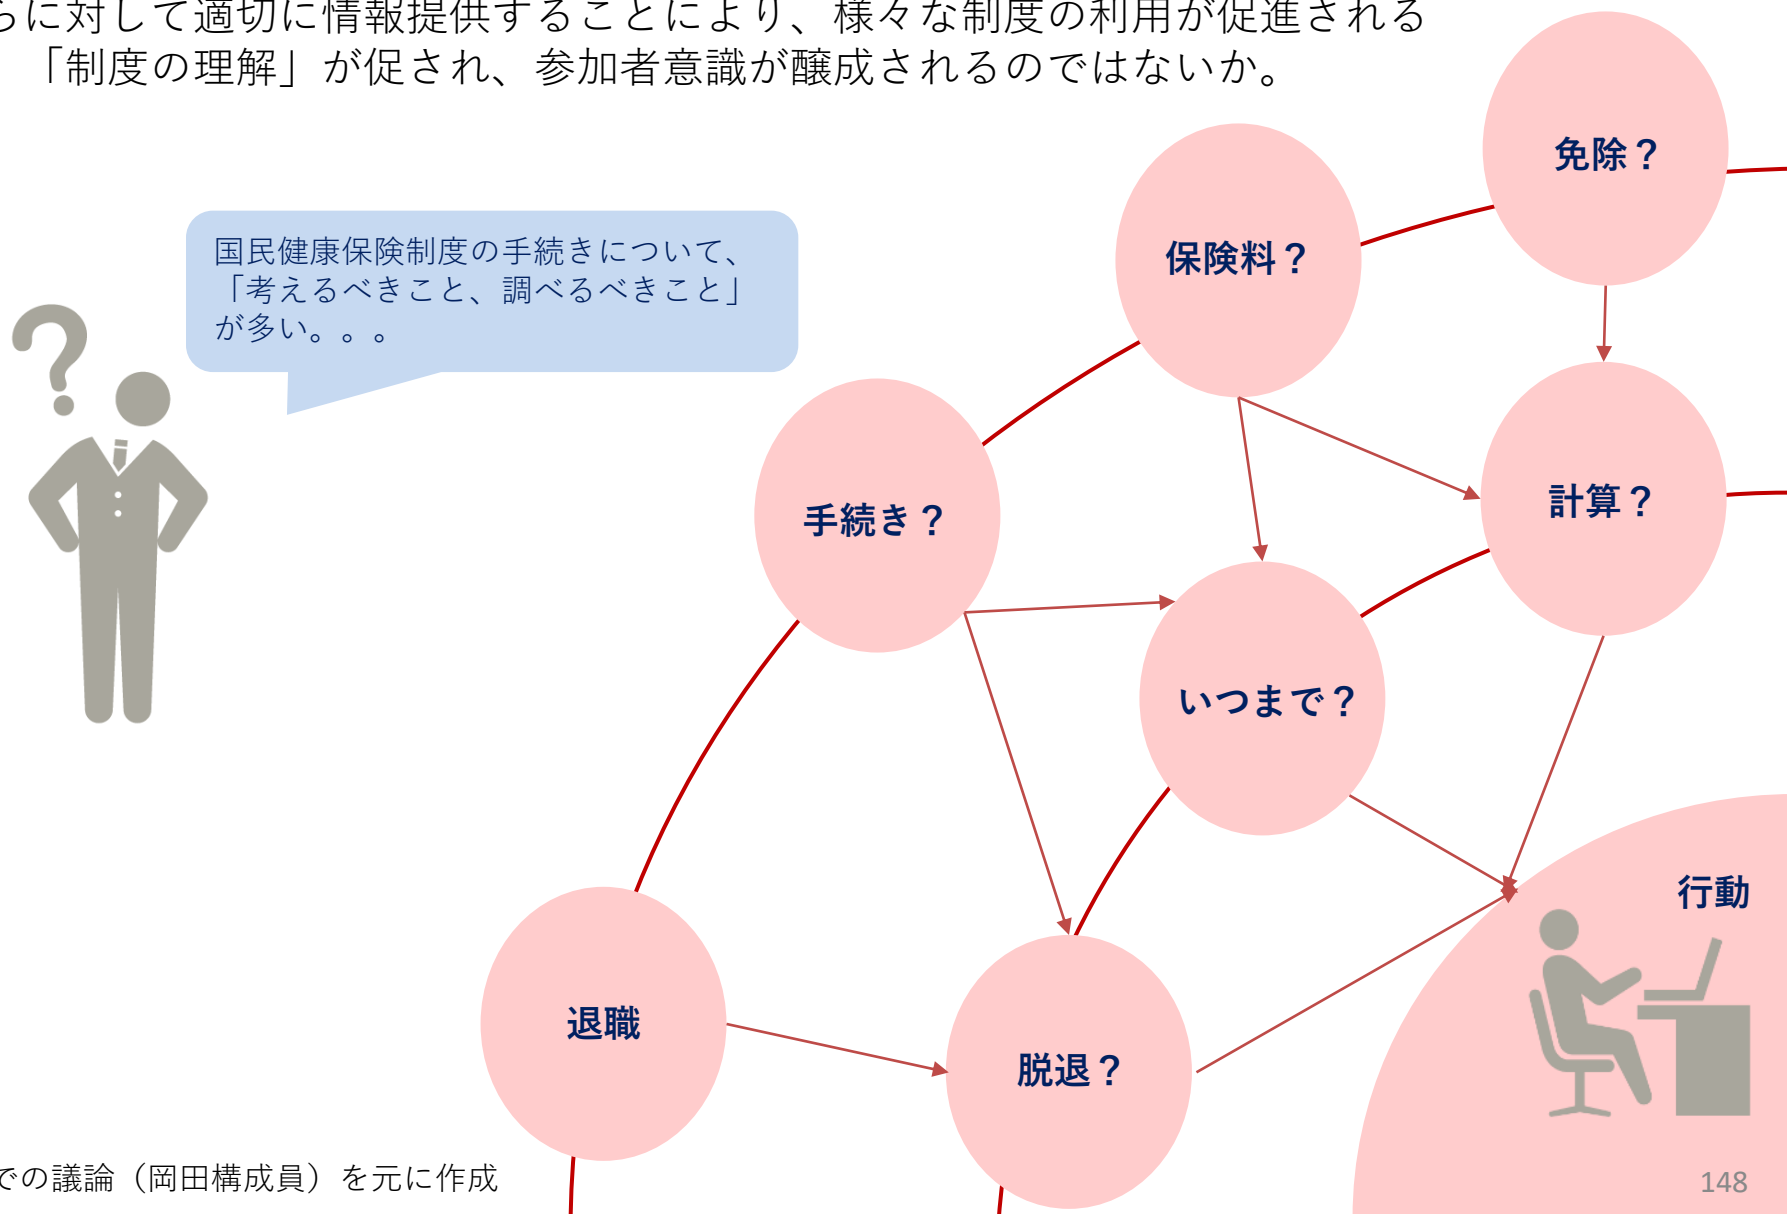 らに対して適切に情報提供することにより、様々な制度の利用が促進される
「制度の理解」が促され、参加者意識が醸成されるのではないか。
免除？
保険料？
国民健康保険制度の手続きについて、
「考えるべきこと、調べるべきこと」
が多い。。。
計算？
手続き？
いつまで？
行動
退職
脱退？
での議論（岡田構成員）を元に作成
148